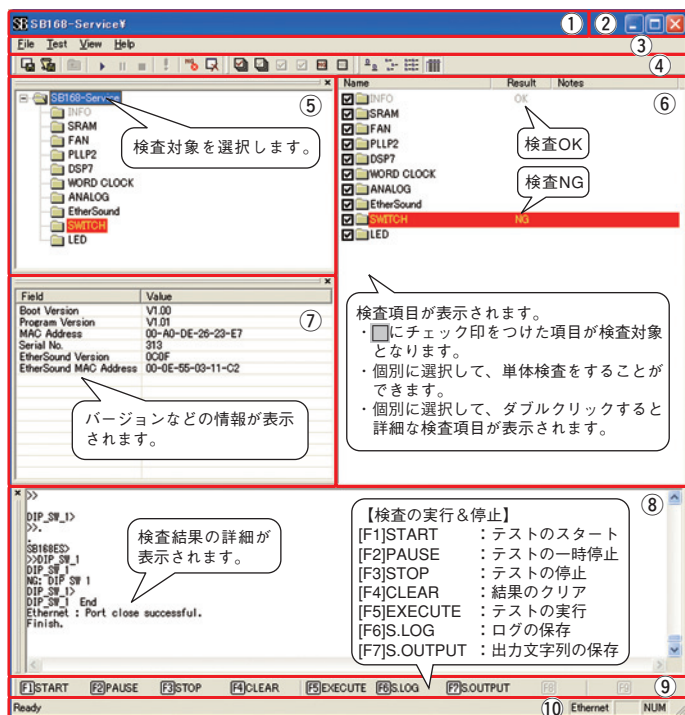 SB SB168-Service¥ ① ②
File Test View Help ③
④
⑤
SB168-Service
INFO
SRAM
FAN
PLLP2
DSP7
WORD CLOCK
ANALOG
EtherSound
SWITCH
LED
検査対象を選択します。
Name Result Notes
⑥
INFO OK
SRAM
FAN
PLLP2
DSP7
WORD CLOCK
ANALOG
EtherSound
SWITCH NG
LED
検査OK
検査NG
検査項目が表示されます。
・□にチェック印をつけた項目が検査対象
となります。
・個別に選択して、単体検査をすることが
できます。
・個別に選択して、ダブルクリックすると
詳細な検査項目が表示されます。
Field Value
⑦
Boot Version V1.00
Program Version V1.01
MAC Address 00-A0-DE-26-23-E7
Serial No. 313
EtherSound Version 0C0F
EtherSound MAC Address 00-0E-55-03-11-C2
バージョンなどの情報が表示
されます。
⑧
>>
DIP_SW_1>
>>.
.
SB168ES>
>>DIP_SW_1
DIP_SW_1
NG: DIP SW 1
DIP_SW_1>
DIP_SW_1 End
Ethernet : Port close successful.
Finish.
検査結果の詳細が
表示されます。
【検査の実行＆停止】
[F1]START ：テストのスタート
[F2]PAUSE ：テストの一時停止
[F3]STOP ：テストの停止
[F4]CLEAR ：結果のクリア
[F5]EXECUTE ：テストの実行
[F6]S.LOG ：ログの保存
[F7]S.OUTPUT ：出力文字列の保存
F1 START F2 PAUSE F3 STOP F4 CLEAR F5 EXECUTE F6 S.LOG F7 S.OUTPUT F8 F9 ⑨
Ready ⑩ Ethernet NUM